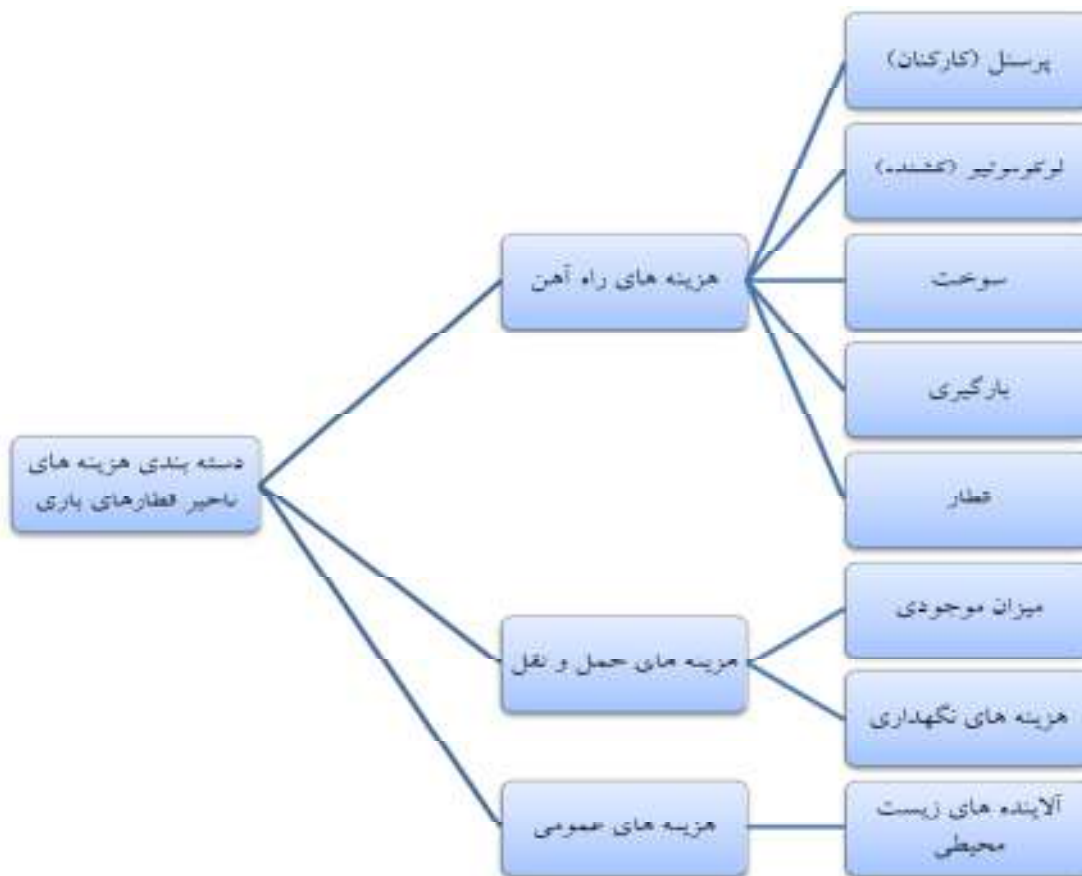 دسته بندی هزینه های
تاخیر قطارهای باری
هزینه های راه آهن
پرسنل (کارکنان)
لوکوموتیو (کشنده)
سوخت
بارگیری
قطار
هزینه های حمل و نقل
میزان موجودی
هزینه های نگهداری
هزینه های عمومی
آلاینده های زیست
محیطی